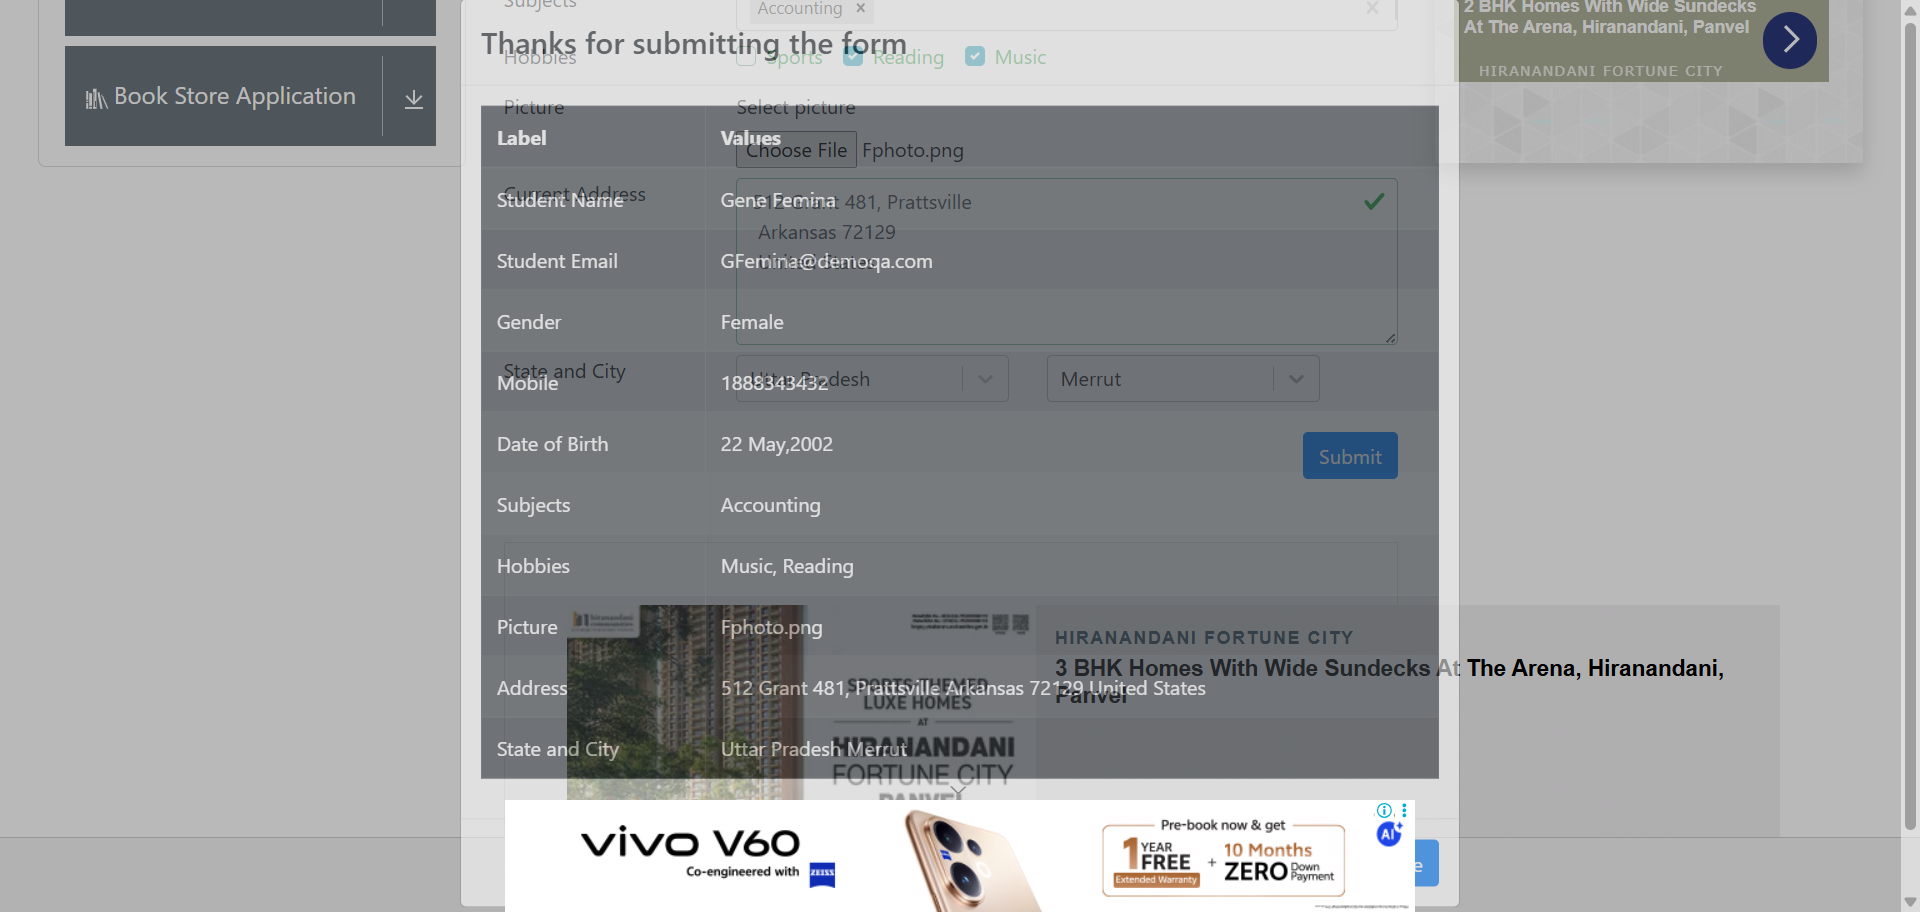 Subjects
Accounting ×
2 BHK Homes With Wide Sundecks
At The Arena, Hiranandani, Panvel
HIRANANDANI FORTUNE CITY
Thanks for submitting the form
Hobbies Sports Reading Music
Book Store Application
Picture Select picture
Choose File Fphoto.png
Label Values
Current Address
512 Grant 481, Prattsville
Arkansas 72129
United States
Student Name Gene Femina
Student Email GFemina@demoqa.com
Gender Female
State and City Uttar Pradesh Merrut
Mobile 1888343432
Date of Birth 22 May,2002
Submit
Subjects Accounting
Hobbies Music, Reading
Picture Fphoto.png
Address 512 Grant 481, Prattsville Arkansas 72129 United States
State and City Uttar Pradesh Merrut
hiranandani
SPORTS-THEMED
LUXE HOMES
AT
HIRANANDANI
FORTUNE CITY
PANVEL
HIRANANDANI FORTUNE CITY
3 BHK Homes With Wide Sundecks At The Arena, Hiranandani,
Panvel
vivo V60
Co-engineered with ZEISS
Pre-book now & get
1 YEAR
FREE
Extended Warranty
+
10 Months
ZERO Down
Payment
AI
e